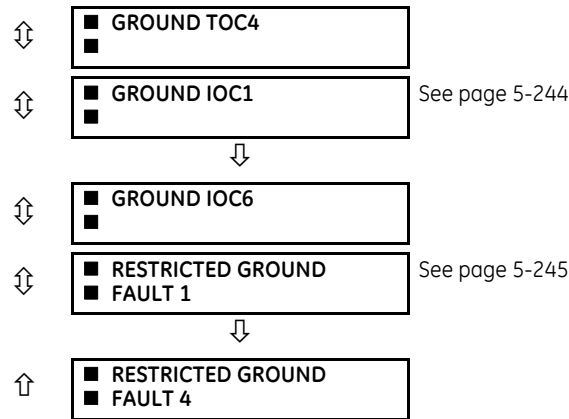 ■ GROUND TOC4
■
■ GROUND IOC1 See page 5-244
■
■ GROUND IOC6
■
■ RESTRICTED GROUND See page 5-245
■ FAULT 1
■ RESTRICTED GROUND
■ FAULT 4